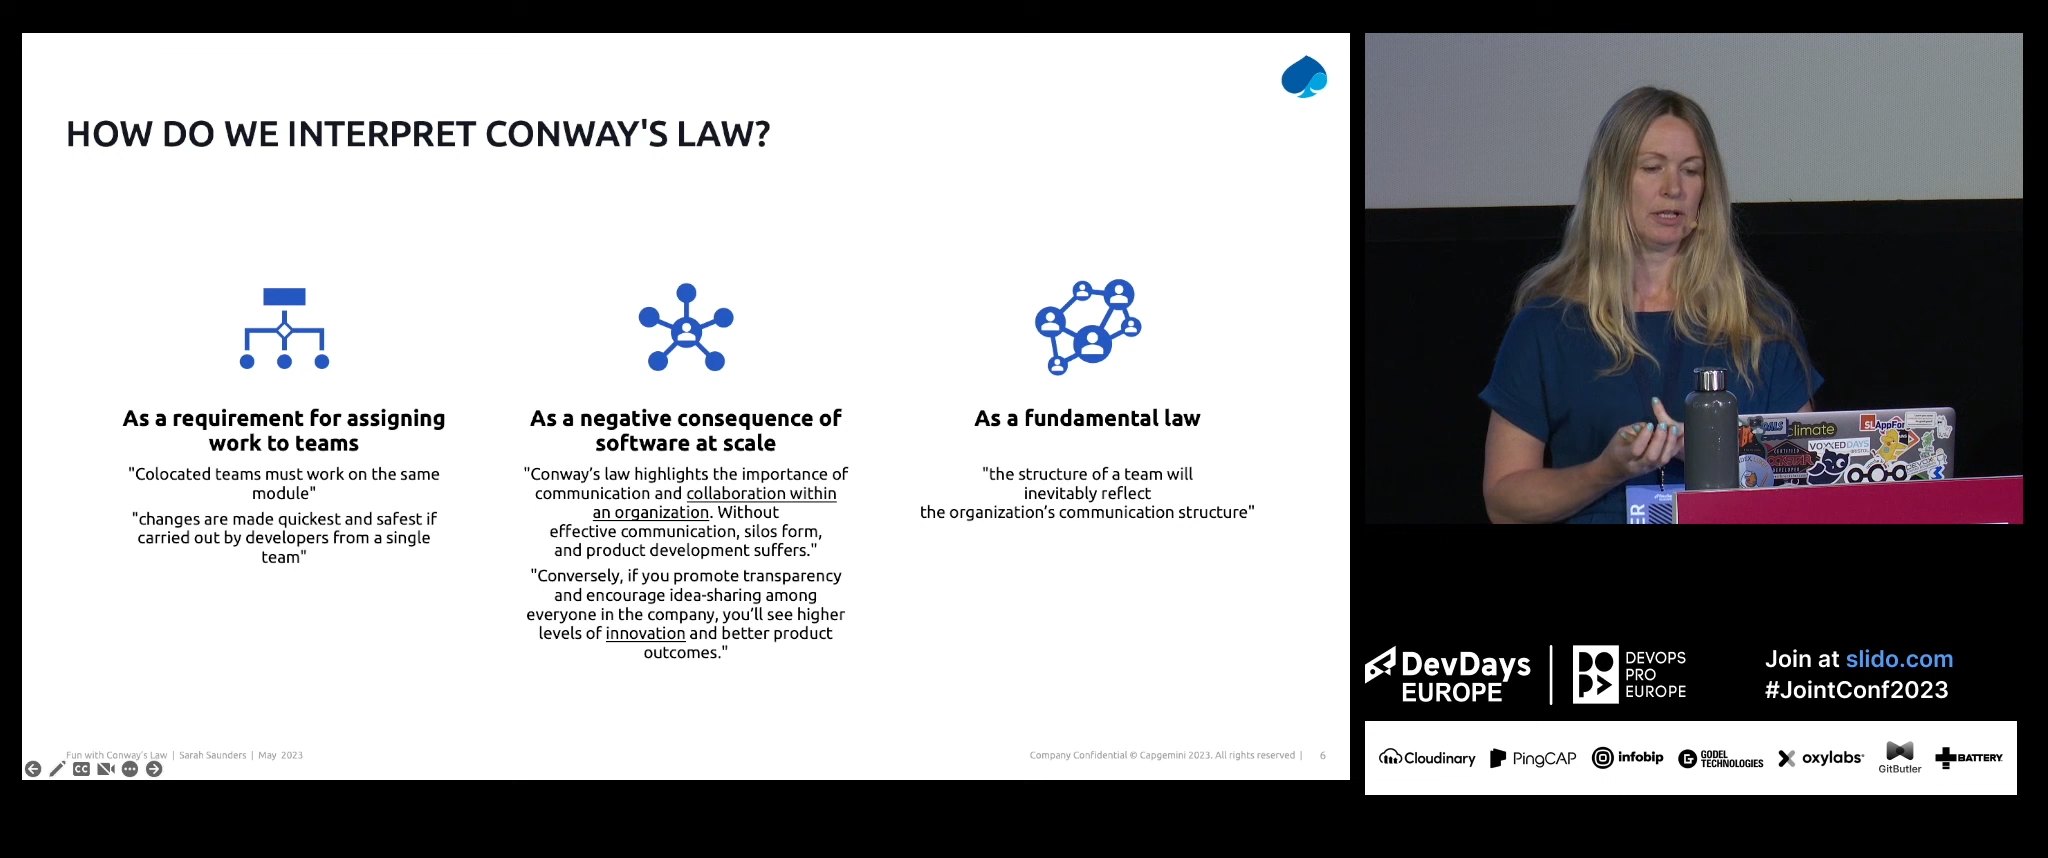 HOW DO WE INTERPRET CONWAY'S LAW?
As a requirement for assigning
work to teams
"Colocated teams must work on the same
module"
"changes are made quickest and safest if
carried out by developers from a single
team"
As a negative consequence of
software at scale
"Conway’s law highlights the importance of
communication and collaboration within
an organization. Without
effective communication, silos form,
and product development suffers."
"Conversely, if you promote transparency
and encourage idea-sharing among
everyone in the company, you’ll see higher
levels of innovation and better product
outcomes."
As a fundamental law
"the structure of a team will
inevitably reflect
the organization’s communication structure"
Fun with Conway's Law | Sarah Saunders | May 2023
Company Confidential © Capgemini 2023. All rights reserved | 6
CC
climate
AppFor
VOXXEDDAYS
BRISTOL
DevDays
EUROPE
DEVOPS
PRO
EUROPE
Join at slido.com
#JointConf2023
Cloudinary
PingCAP
infobip
GODEL
TECHNOLOGIES
oxylabs
GitButler
BATTERY